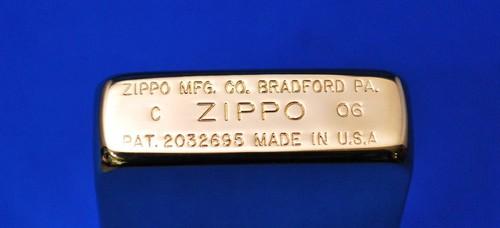 ZIPPO MFG. CO. BRADFORD PA.
C ZIPPO 06
PAT. 2032695 MADE IN U.S.A